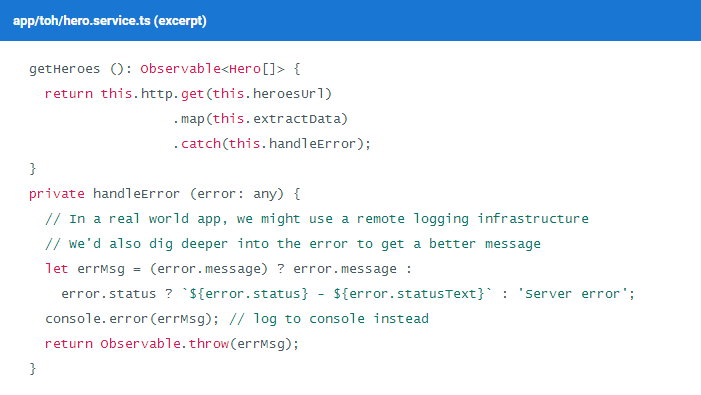 app/toh/hero.service.ts (excerpt)
getHeroes (): Observable<Hero[]> {
  return this.http.get(this.heroesUrl)
                  .map(this.extractData)
                  .catch(this.handleError);
}
private handleError (error: any) {
  // In a real world app, we might use a remote logging infrastructure
  // We'd also dig deeper into the error to get a better message
  let errMsg = (error.message) ? error.message :
    error.status ? `${error.status} - ${error.statusText}` : 'Server error';
  console.error(errMsg); // log to console instead
  return Observable.throw(errMsg);
}